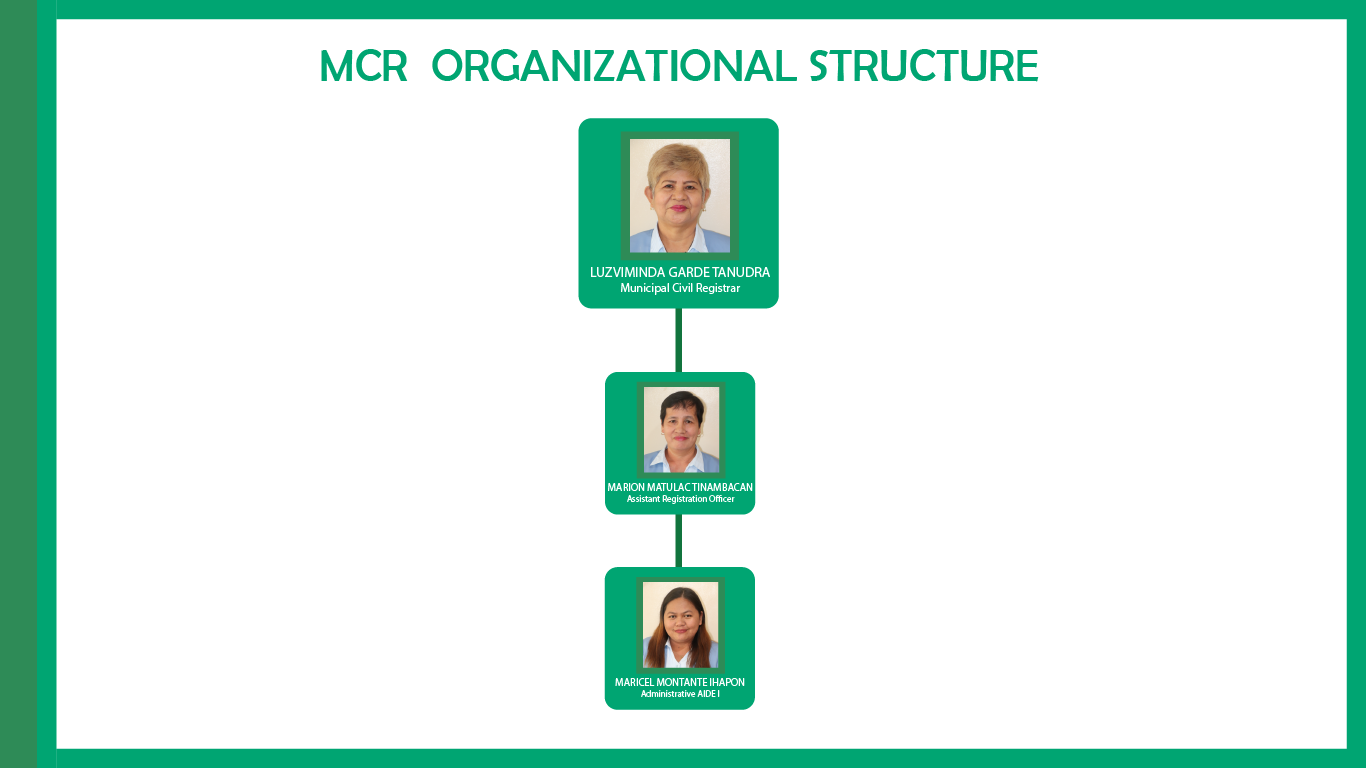 MCR ORGANIZATIONAL STRUCTURE
LUZVIMINDA GARDE TANUDRA
Municipal Civil Registrar
MARION MATULAC TINAMBACAN
Assistant Registration Officer
MARICEL MONTANTE IHAPON
Administrative AIDE I